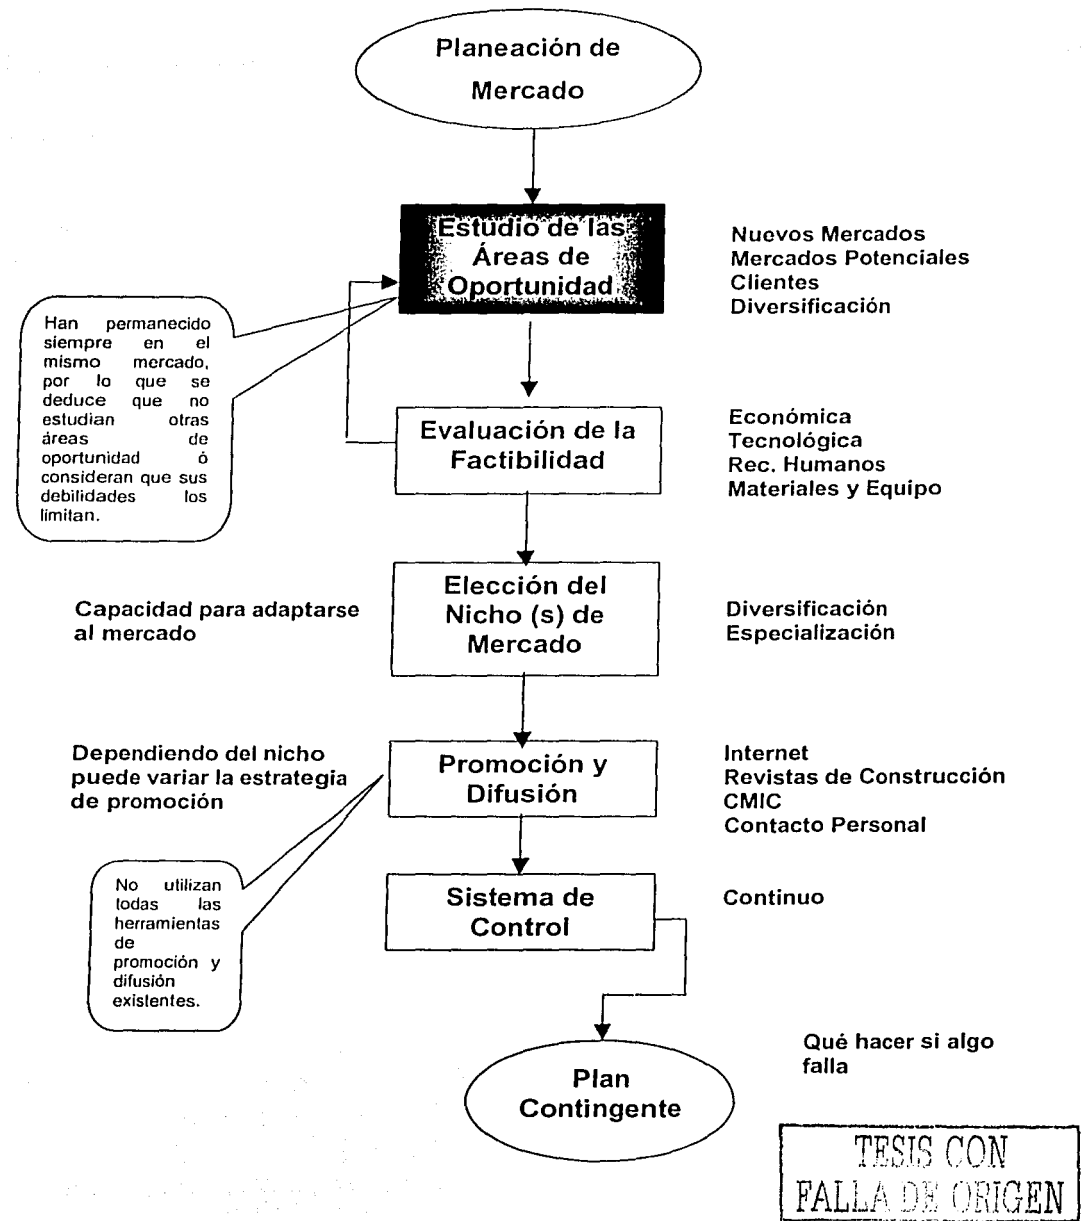 Planeación de
Mercado
Estudio de las
Áreas de
Oportunidad
Nuevos Mercados
Mercados Potenciales
Clientes
Diversificación
Han permanecido
siempre en el
mismo mercado,
por lo que se
deduce que no
estudian otras
áreas de
oportunidad ó
consideran que sus
debilidades los
limitan.
Evaluación de la
Factibilidad
Económica
Tecnológica
Rec. Humanos
Materiales y Equipo
Capacidad para adaptarse
al mercado
Elección del
Nicho (s) de
Mercado
Diversificación
Especialización
Dependiendo del nicho
puede variar la estrategia
de promoción
Promoción y
Difusión
Internet
Revistas de Construcción
CMIC
Contacto Personal
No utilizan
todas las
herramientas
de
promoción y
difusión
existentes.
Sistema de
Control
Continuo
Plan
Contingente
Qué hacer si algo
falla
TESIS CON
FALLA DE ORIGEN